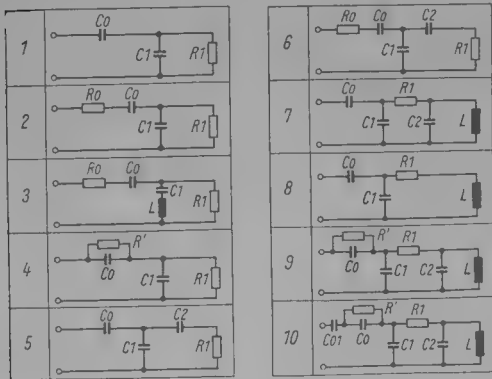 1 Co C1 R1
2 Ro Co C1 R1
3 Ro Co C1 L R1
4 R' Co C1 R1
5 Co C2 C1 R1
6 Ro Co C2 C1 R1
7 Co R1 C1 C2 L
8 Co R1 C1 L
9 R' Co R1 C1 C2 L
10 R' Co1 Co R1 C1 C2 L